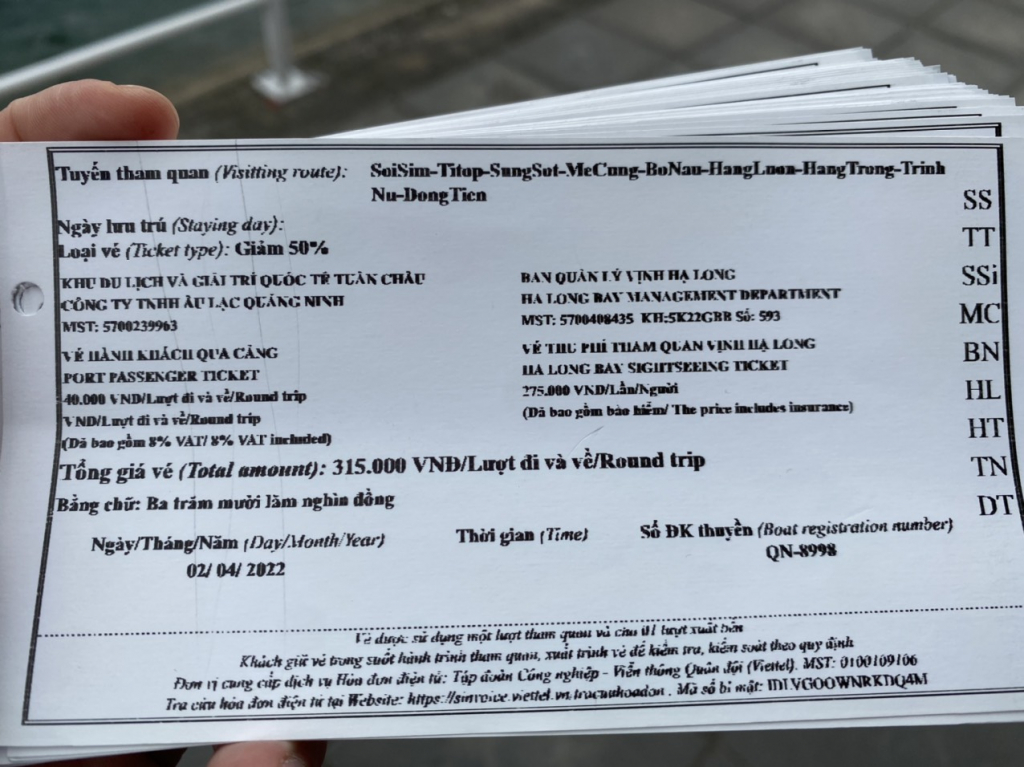 Tuyến tham quan (Visitting route): SoiSim-Titop-SungSot-MeCung-BoNau-HangLuon-HangTrong-Trinh
Nu-DongTien
Ngày lưu trú (Staying day):
Loại vé (Ticket type): Giảm 50%
KHU DU LỊCH VÀ GIẢI TRÍ QUỐC TẾ TUẦN CHÂU
CÔNG TY TNHH ÂU LẠC QUẢNG NINH
MST: 5700239963
VÉ HÀNH KHÁCH QUA CẢNG
PORT PASSENGER TICKET
40.000 VNĐ/Lượt đi và về/Round trip
VNĐ/Lượt đi và về/Round trip
(Đã bao gồm 8% VAT/ 8% VAT included)
BAN QUẢN LÝ VỊNH HẠ LONG
HA LONG BAY MANAGEMENT DEPARTMENT
MST: 5700408435 KH:5K22GBB Số: 593
VÉ THU PHÍ THAM QUAN VỊNH HẠ LONG
HA LONG BAY SIGHTSEEING TICKET
275.000 VNĐ/Lần/Người
(Đã bao gồm bảo hiểm/ The price includes insurance)
Tổng giá vé (Total amount): 315.000 VNĐ/Lượt đi và về/Round trip
Bằng chữ: Ba trăm mười lăm nghìn đồng
Ngày/Tháng/Năm (Day/Month/Year)
02/ 04/ 2022
Thời gian (Time)
Số ĐK thuyền (Boat registration number)
QN-8998
SS
TT
SSi
MC
BN
HL
HT
TN
DT
Vé được sử dụng một lượt tham quan và cho 01 lượt xuất bến
Khách giữ vé trong suốt hành trình tham quan, xuất trình vé để kiểm tra, kiểm soát theo quy định
Đơn vị cung cấp dịch vụ Hóa đơn điện tử: Tập đoàn Công nghiệp - Viễn thông Quân đội (Viettel). MST: 0100109106
Tra cứu hóa đơn điện tử tại Website: https://sinvoice.viettel.vn/tracuuhoadon . Mã số bí mật: